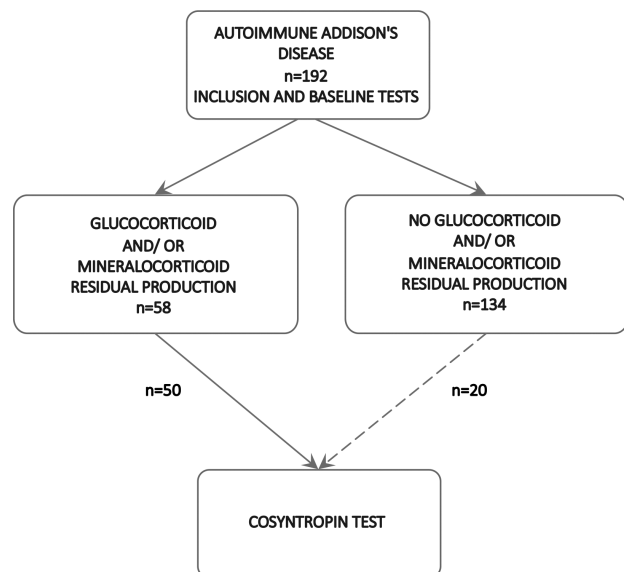 AUTOIMMUNE ADDISON'S
DISEASE
n=192
INCLUSION AND BASELINE TESTS
GLUCOCORTICOID
AND/ OR
MINERALOCORTICOID
RESIDUAL PRODUCTION
n=58
NO GLUCOCORTICOID
AND/ OR
MINERALOCORTICOID
RESIDUAL PRODUCTION
n=134
n=50
n=20
COSYNTROPIN TEST